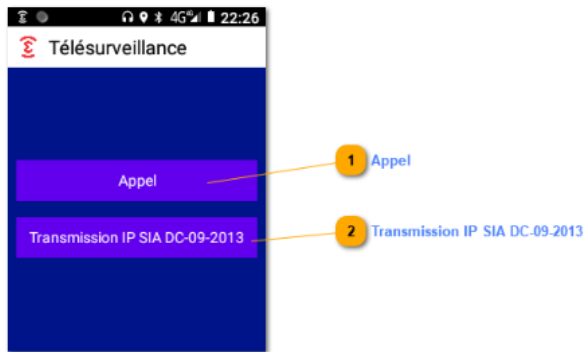 4G 22:26
Télésurveillance
Appel
Transmission IP SIA DC-09-2013
1 Appel
2 Transmission IP SIA DC-09-2013